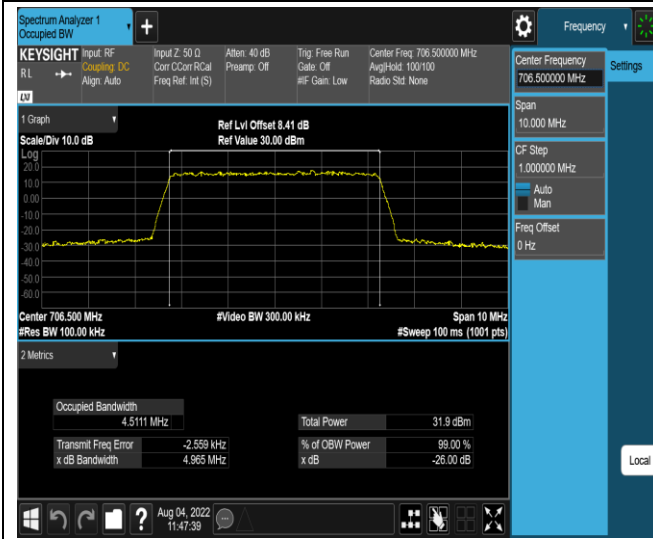 Spectrum Analyzer 1
Occupied BW
+
Frequency
KEYSIGHT
R L
LXI
Input: RF
Coupling: DC
Align: Auto
Input Z: 50 Ω
Corr CCorr RCal
Freq Ref: Int (S)
Atten: 40 dB
Preamp: Off
Trig: Free Run
Gate: Off
#IF Gain: Low
Center Freq: 706.500000 MHz
Avg|Hold: 100/100
Radio Std: None
Center Frequency
706.500000 MHz
Settings
Span
10.000 MHz
CF Step
1.000000 MHz
Auto
Man
Freq Offset
0 Hz
Local
1 Graph
Scale/Div 10.0 dB
Ref Lvl Offset 8.41 dB
Ref Value 30.00 dBm
Log
20.0
10.0
0.00
-10.0
-20.0
-30.0
-40.0
-50.0
-60.0
Center 706.500 MHz
#Video BW 300.00 kHz
Span 10 MHz
#Res BW 100.00 kHz
#Sweep 100 ms (1001 pts)
2 Metrics
Occupied Bandwidth
4.5111 MHz
Total Power 31.9 dBm
Transmit Freq Error -2.559 kHz
% of OBW Power 99.00 %
x dB Bandwidth 4.965 MHz
x dB -26.00 dB
?
Aug 04, 2022
11:47:39